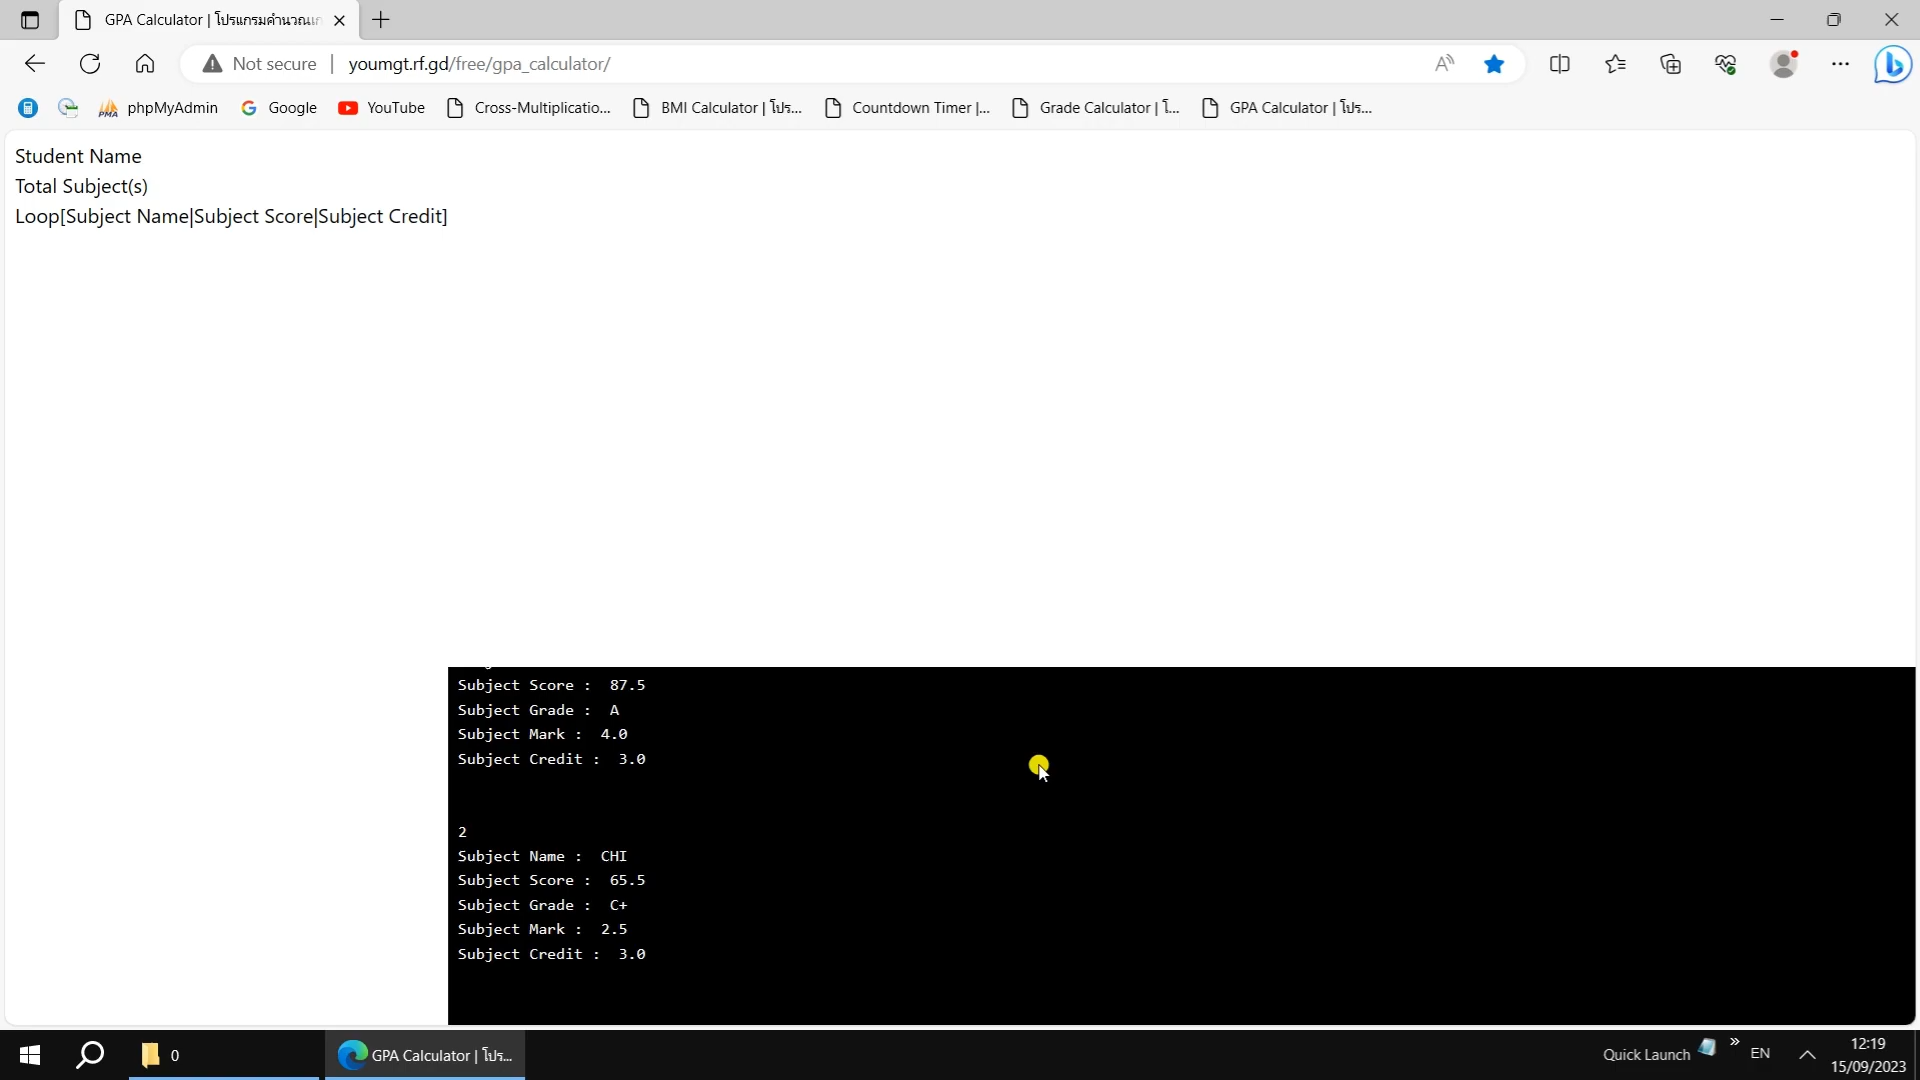 GPA Calculator | โปรแกรมคำนวณเก
Not secure | youmgt.rf.gd/free/gpa_calculator/
phpMyAdmin Google YouTube Cross-Multiplicatio... BMI Calculator | โปร... Countdown Timer |... Grade Calculator | โ... GPA Calculator | โปร...
Student Name
Total Subject(s)
Loop[Subject Name|Subject Score|Subject Credit]
Subject Score : 87.5
Subject Grade : A
Subject Mark : 4.0
Subject Credit : 3.0
2
Subject Name : CHI
Subject Score : 65.5
Subject Grade : C+
Subject Mark : 2.5
Subject Credit : 3.0
0 GPA Calculator | โปร... Quick Launch » EN 12:19
15/09/2023